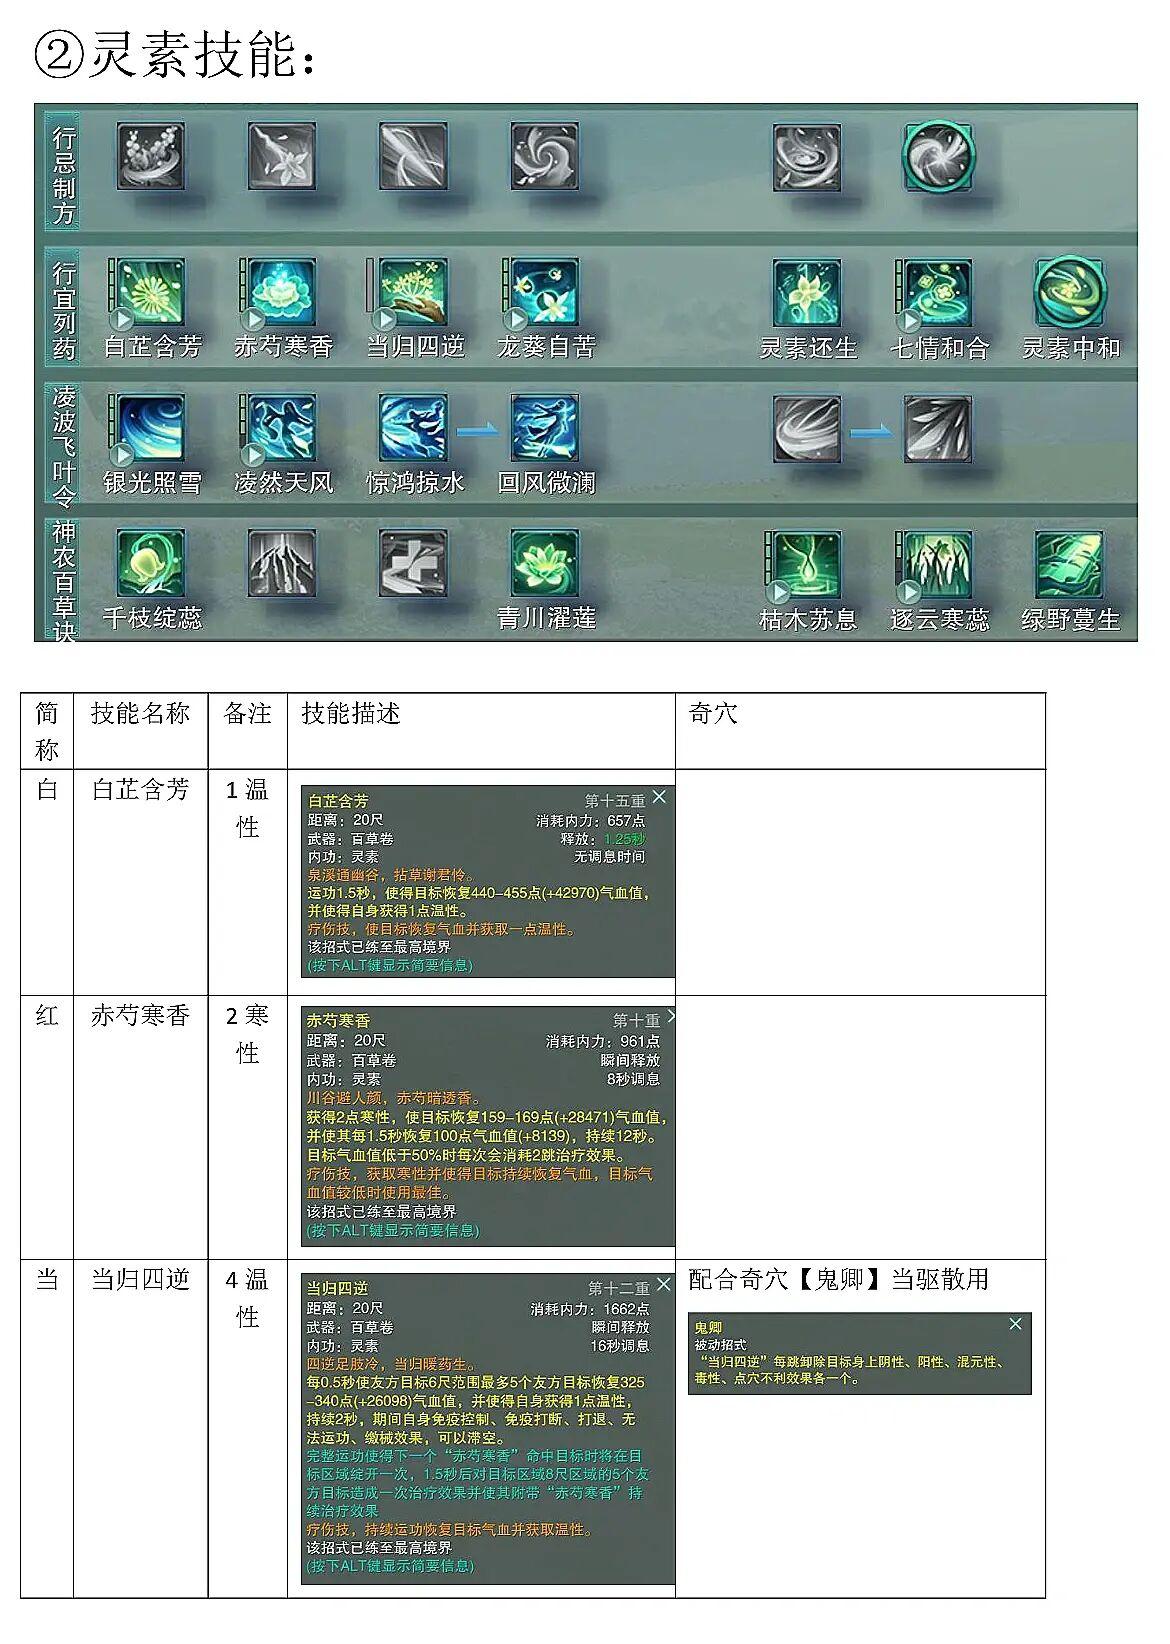 ②灵素技能：
行忌制方
行宜列药
白芷含芳 赤芍寒香 当归四逆 龙葵自苦 灵素还生 七情和合 灵素中和
凌波飞叶令
银光照雪 凌然天风 惊鸿掠水 回风微澜
神农百草诀
千枝绽蕊 青川濯莲 枯木苏息 逐云寒蕊 绿野蔓生
简称 技能名称 备注 技能描述 奇穴
白 白芷含芳 1温性
白芷含芳 第十五重
距离：20尺 消耗内力：657点
武器：百草卷 释放：1.25秒
内功：灵素 无调息时间
泉溪通幽谷，拈草谢君怜。
运功1.5秒，使得目标恢复440-455点(+42970)气血值，
并使得自身获得1点温性。
疗伤技，使目标恢复气血并获取一点温性。
该招式已练至最高境界
(按下ALT键显示简要信息)
红 赤芍寒香 2寒性
赤芍寒香 第十重
距离：20尺 消耗内力：961点
武器：百草卷 瞬间释放
内功：灵素 8秒调息
川谷避人颜，赤芍暗透香。
获得2点寒性，使目标恢复159-169点(+28471)气血值，
并使其每1.5秒恢复100点气血值(+8139)，持续12秒。
目标气血值低于50%时每次会消耗2跳治疗效果。
疗伤技，获取寒性并使得目标持续恢复气血，目标气
血值较低时使用最佳。
该招式已练至最高境界
(按下ALT键显示简要信息)
当 当归四逆 4温性
当归四逆 第十二重
距离：20尺 消耗内力：1662点
武器：百草卷 瞬间释放
内功：灵素 16秒调息
四逆足肢冷，当归暖药生。
每0.5秒使友方目标6尺范围最多5个友方目标恢复325
-340点(+26098)气血值，并使得自身获得1点温性，
持续2秒，期间自身免疫控制、免疫打断、打退、无
法运功、缴械效果，可以滞空。
完整运功使得下一个“赤芍寒香”命中目标时将在目
标区域绽开一次，1.5秒后对目标区域8尺区域的5个友
方目标造成一次治疗效果并使其附带“赤芍寒香”持
续治疗效果
疗伤技，持续运功恢复目标气血并获取温性。
该招式已练至最高境界
(按下ALT键显示简要信息)
配合奇穴【鬼卿】当驱散用
鬼卿
被动招式
“当归四逆”每跳卸除目标身上阴性、阳性、混元性、
毒性、点穴不利效果各一个。